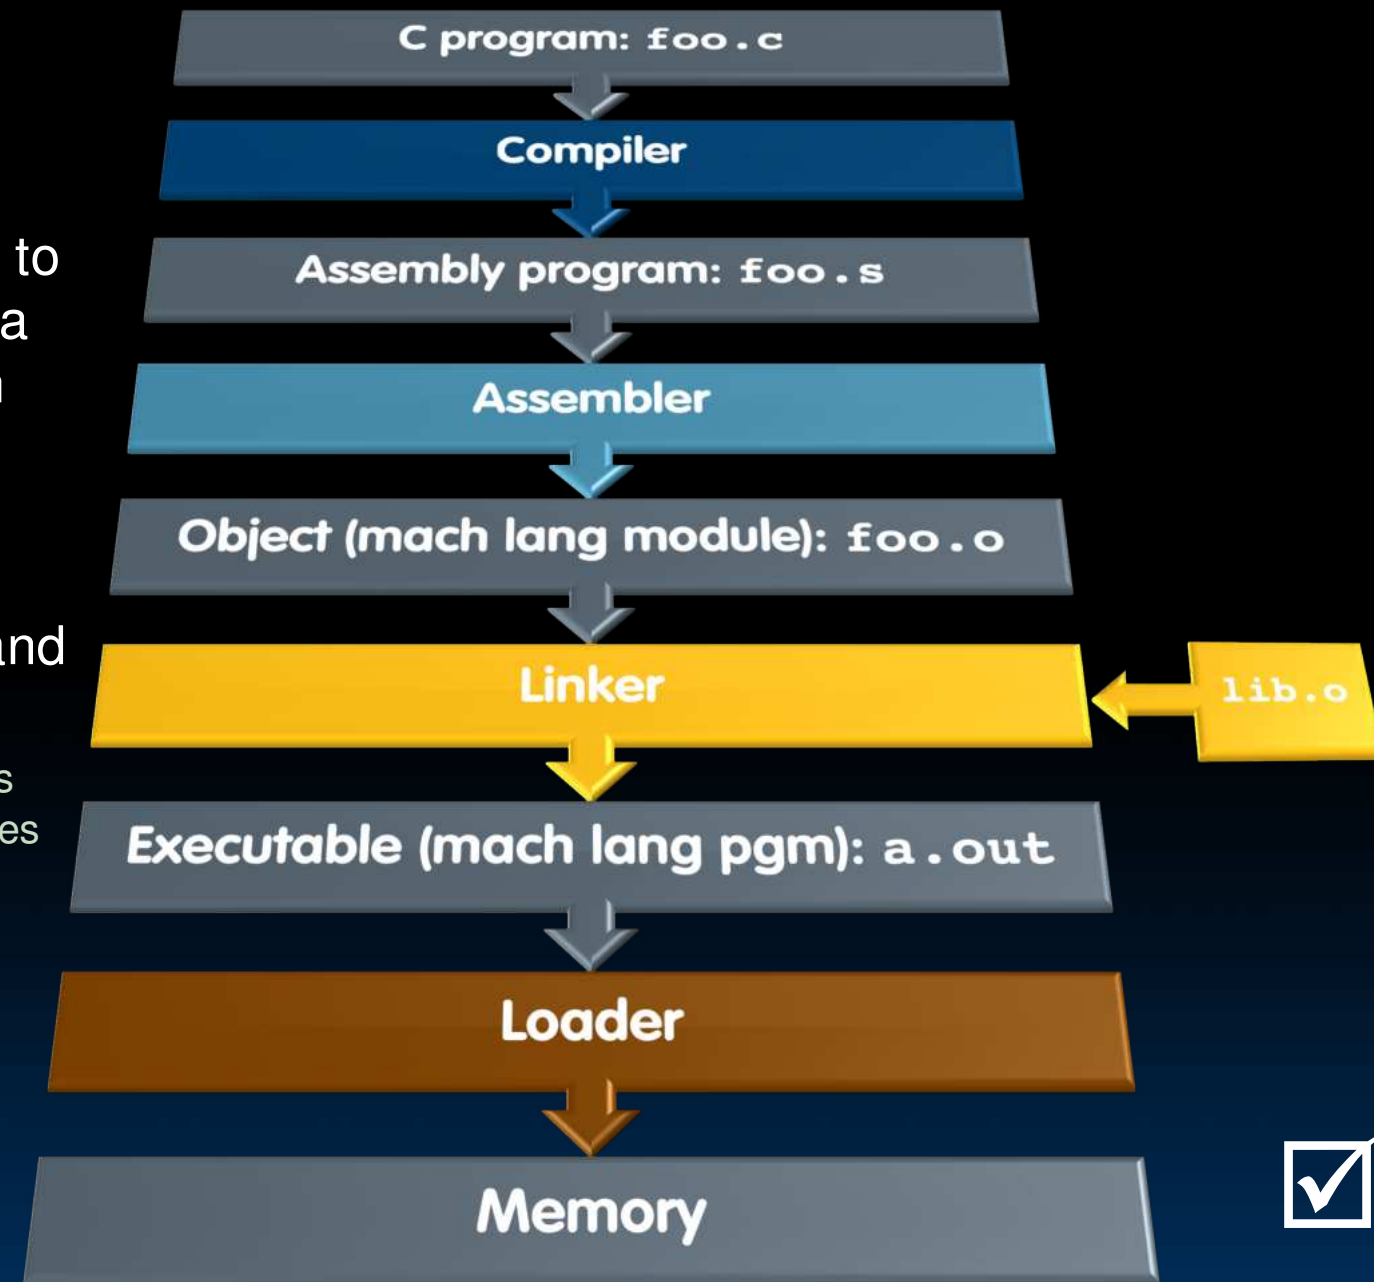 C program: foo.c
Compiler
to
Assembly program: foo.s
a
Assembler
Object (mach lang module): foo.o
and
Linker
lib.o
s
es
Executable (mach lang pgm): a.out
Loader
Memory